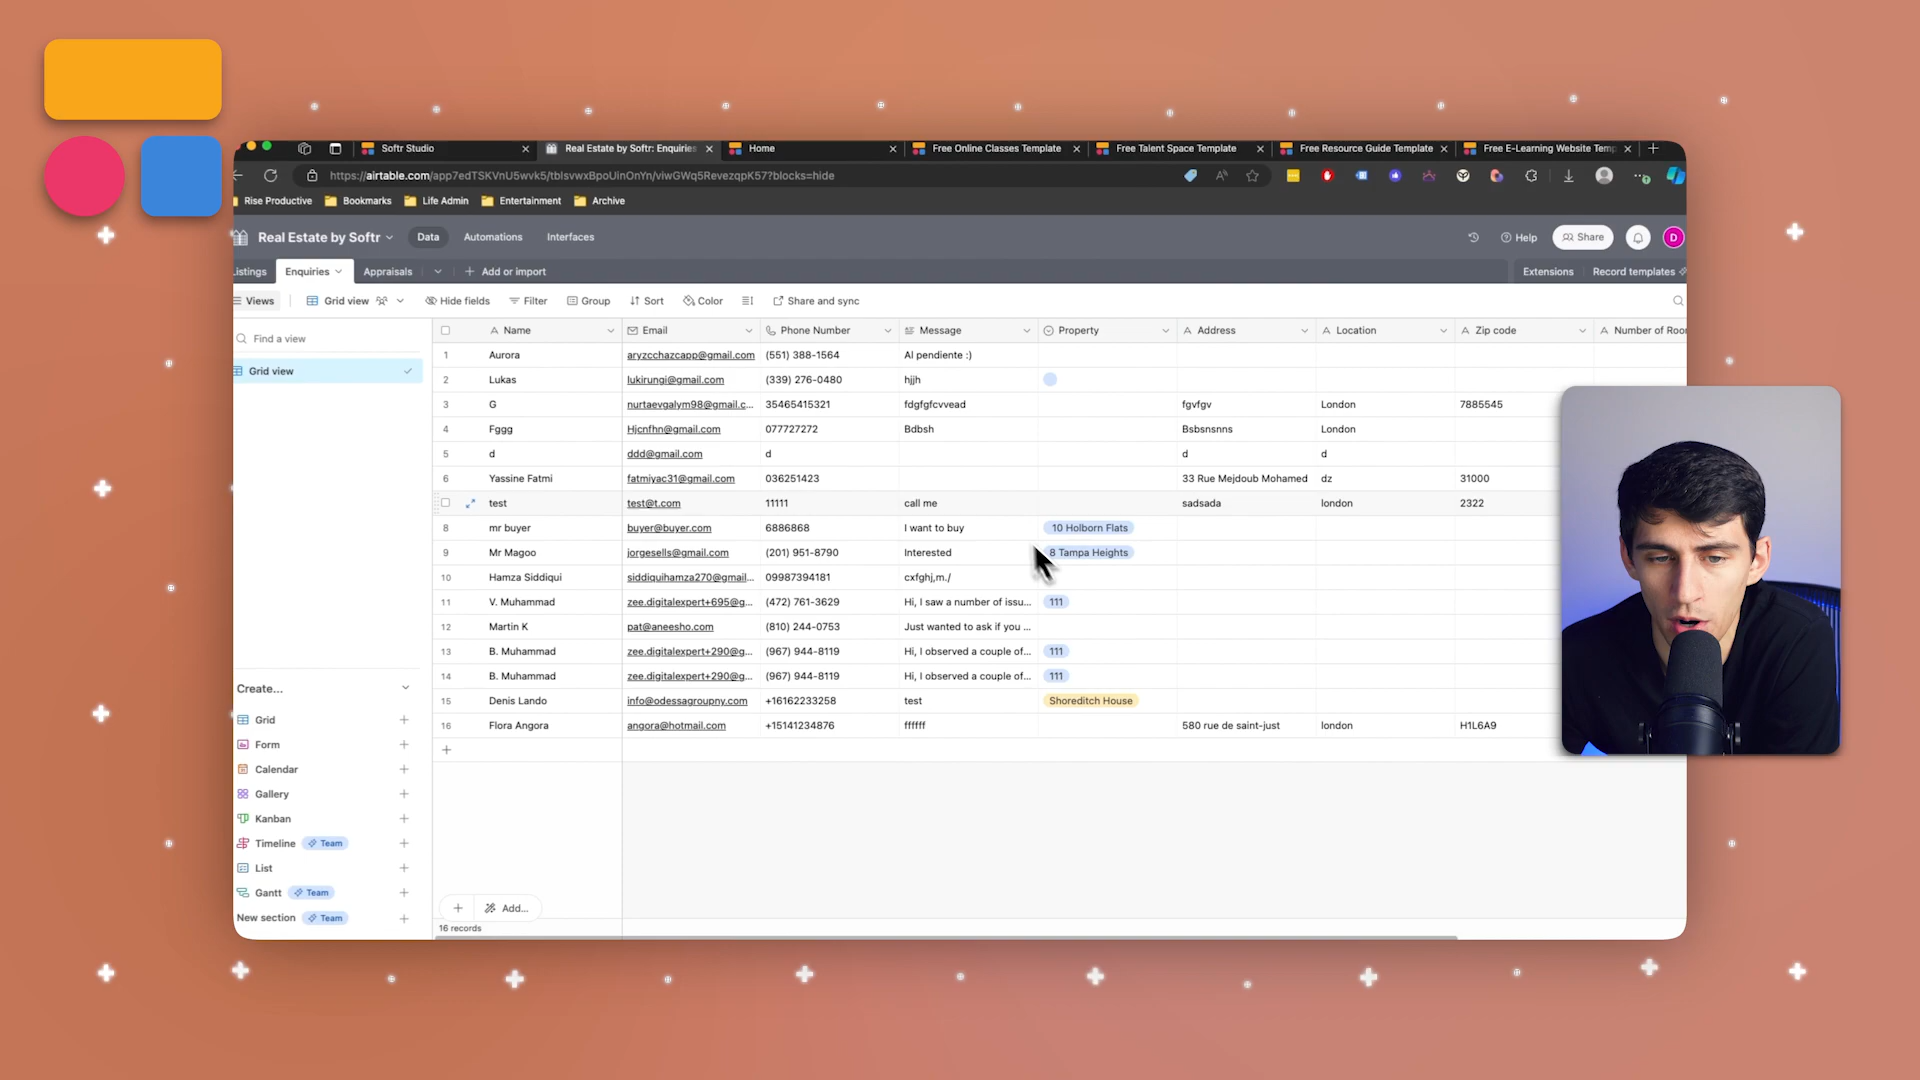 Softr Studio
Real Estate by Softr: Enquiries
Home
Free Online Classes Template
Free Talent Space Template
Free Resource Guide Template
Free E-Learning Website Temp
https://airtable.com/app7edTSKVnU5wvk5/tblsvwxBpoUinOnYn/viwGWq5RevezqpK57?blocks=hide
Rise Productive
Bookmarks
Life Admin
Entertainment
Archive
Real Estate by Softr
Data
Automations
Interfaces
Help
Share
D
Listings
Enquiries
Appraisals
Add or import
Extensions
Record templates
Views
Grid view
Hide fields
Filter
Group
Sort
Color
Share and sync
Find a view
Grid view
Name Email Phone Number Message Property Address Location Zip code Number of Roo
1 Aurora aryzcchazcapp@gmail.com (551) 388-1564 Al pendiente :)
2 Lukas lukirungi@gmail.com (339) 276-0480 hjjh
3 G nurtaevgalym98@gmail.c... 35465415321 fdgfgfcvvead fgvfgv London 7885545
4 Fggg Hjcnfhn@gmail.com 077727272 Bdbsh Bsbsnsnns London
5 d ddd@gmail.com d d d
6 Yassine Fatmi fatmiyac31@gmail.com 036251423 33 Rue Mejdoub Mohamed dz 31000
test test@t.com 11111 call me sadsada london 2322
8 mr buyer buyer@buyer.com 6886868 I want to buy 10 Holborn Flats
9 Mr Magoo jorgesells@gmail.com (201) 951-8790 Interested 8 Tampa Heights
10 Hamza Siddiqui siddiquihamza270@gmail... 09987394181 cxfghj,m./
11 V. Muhammad zee.digitalexpert+695@g... (472) 761-3629 Hi, I saw a number of issu... 111
12 Martin K pat@aneesho.com (810) 244-0753 Just wanted to ask if you ...
13 B. Muhammad zee.digitalexpert+290@g... (967) 944-8119 Hi, I observed a couple of... 111
14 B. Muhammad zee.digitalexpert+290@g... (967) 944-8119 Hi, I observed a couple of... 111
15 Denis Lando info@odessagroupny.com +16162233258 test Shoreditch House
16 Flora Angora angora@hotmail.com +15141234876 ffffff 580 rue de saint-just london H1L6A9
Create...
Grid
Form
Calendar
Gallery
Kanban
Timeline Team
List
Gantt Team
New section Team
Add...
16 records